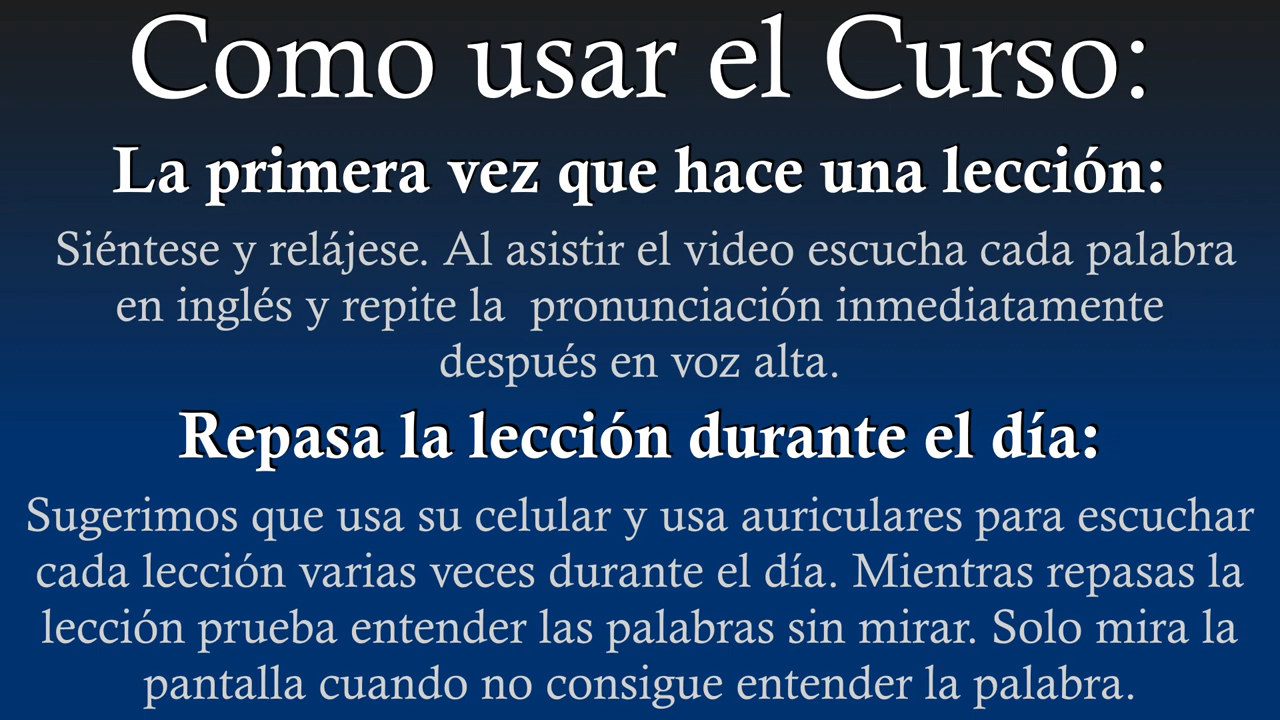 Como usar el Curso:
La primera vez que hace una lección:
Siéntese y relájese. Al asistir el video escucha cada palabra
en inglés y repite la  pronunciación inmediatamente
después en voz alta.
Repasa la lección durante el día:
Sugerimos que usa su celular y usa auriculares para escuchar
cada lección varias veces durante el día. Mientras repasas la
lección prueba entender las palabras sin mirar. Solo mira la
pantalla cuando no consigue entender la palabra.